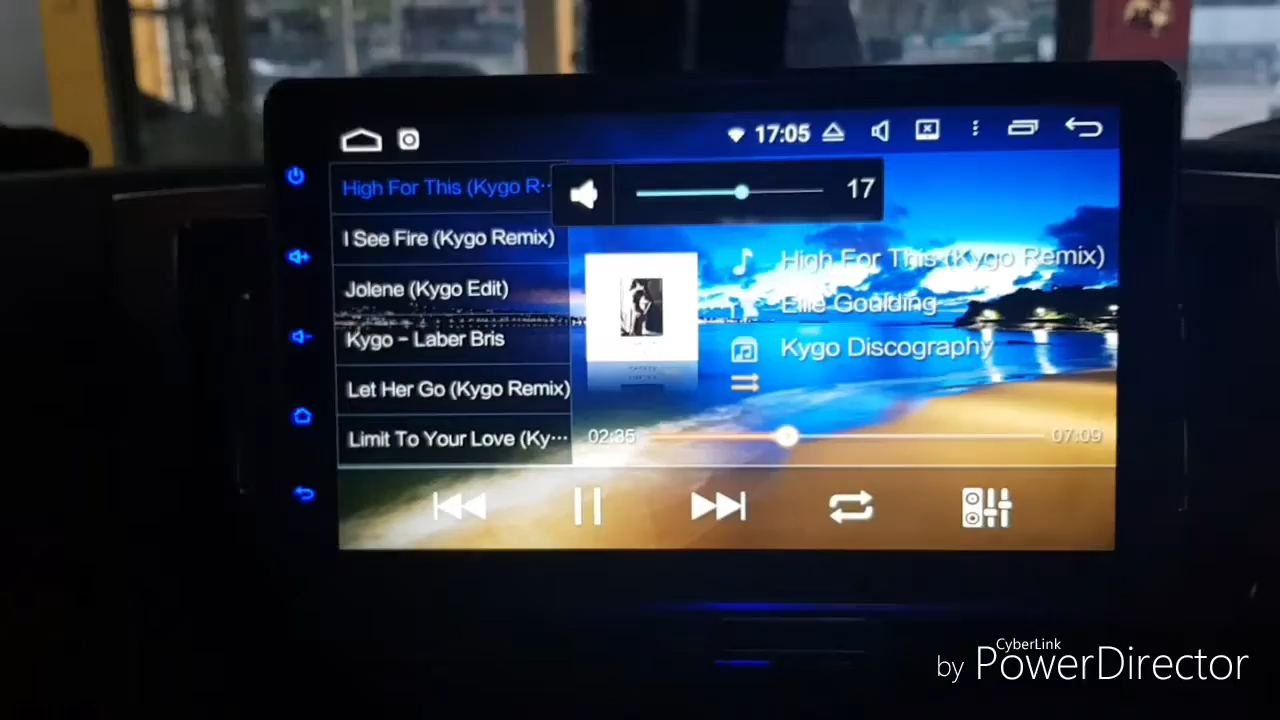 17:05
High For This (Kygo R··
17
I See Fire (Kygo Remix)
Jolene (Kygo Edit)
Kygo - Laber Bris
Let Her Go (Kygo Remix)
Limit To Your Love (Ky···
High For This (Kygo Remix)
Ellie Goulding
Kygo Discography
02:35
07:09
CyberLink
by PowerDirector